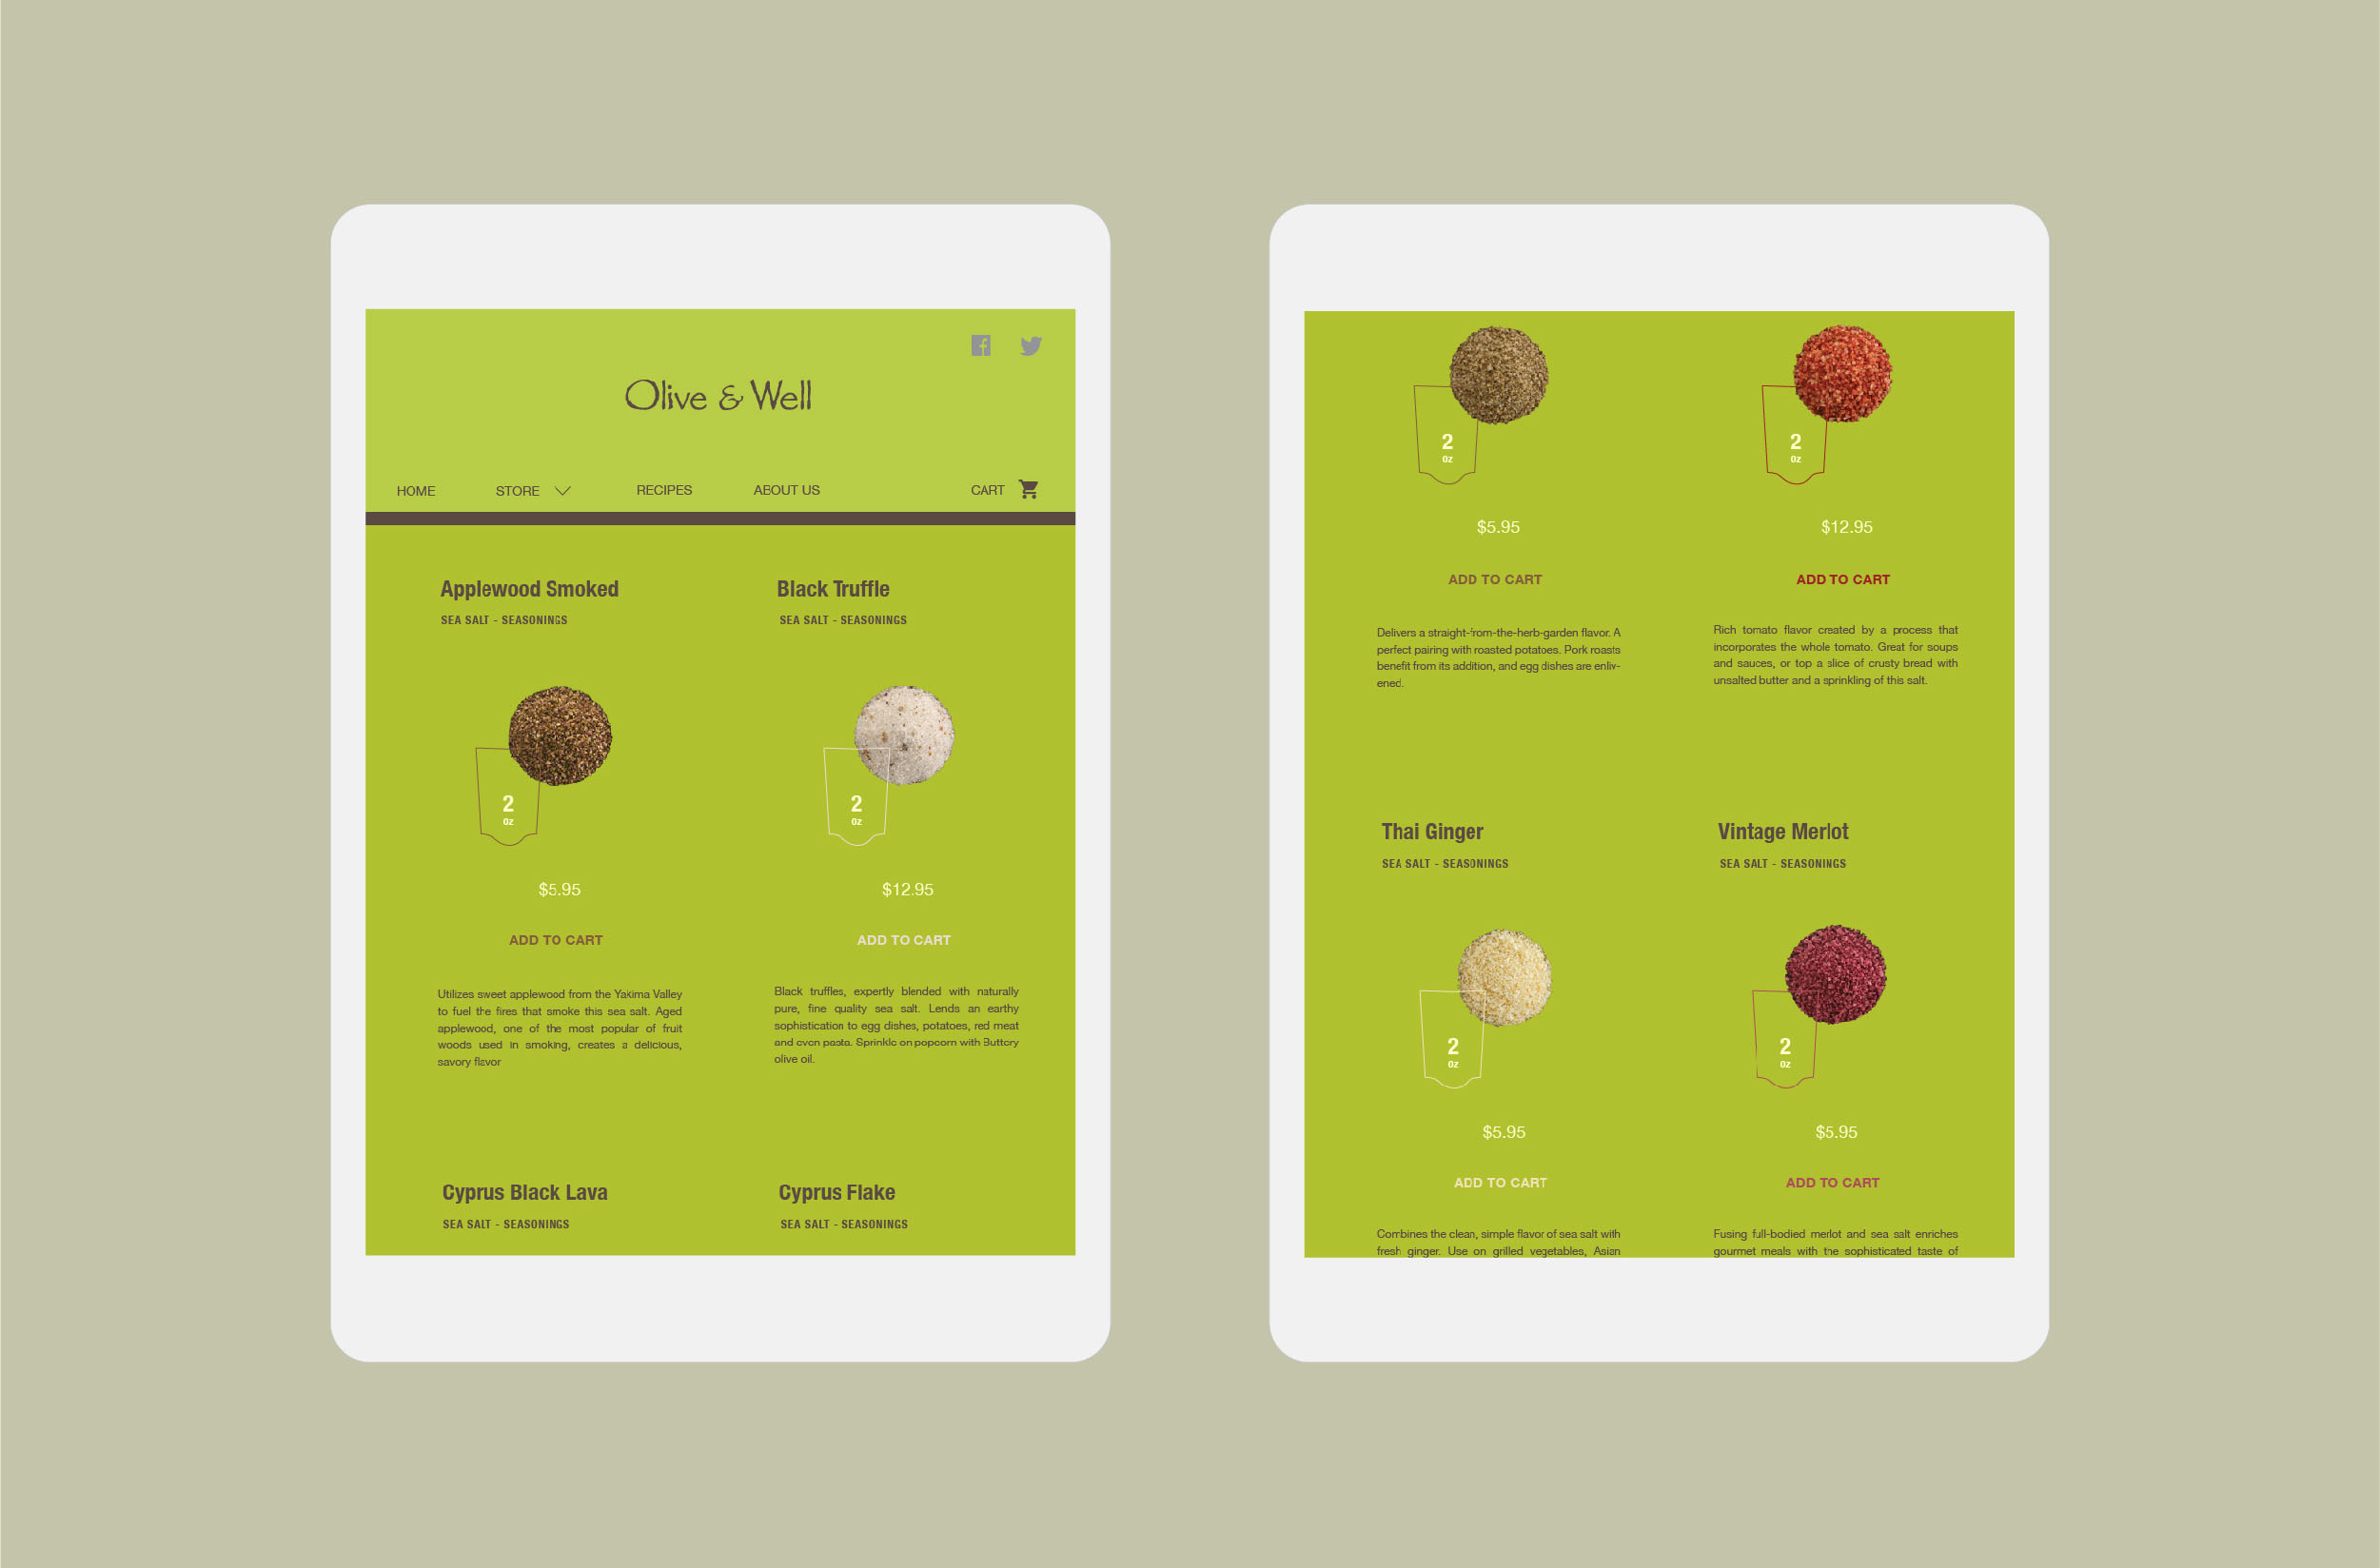 Olive & Well
HOME STORE RECIPES ABOUT US CART
Applewood Smoked
SEA SALT - SEASONINGS
2
oz
$5.95
ADD TO CART
Utilizes sweet applewood from the Yakima Valley
to fuel the fires that smoke this sea salt. Aged
applewood, one of the most popular of fruit
woods used in smoking, creates a delicious,
savory flavor
Black Truffle
SEA SALT - SEASONINGS
2
oz
$12.95
ADD TO CART
Black truffles, expertly blended with naturally
pure, fine quality sea salt. Lends an earthy
sophistication to egg dishes, potatoes, red meat
and even pasta. Sprinkle on popcorn with Buttery
olive oil.
Cyprus Black Lava
SEA SALT - SEASONINGS
Cyprus Flake
SEA SALT - SEASONINGS
2
oz
$5.95
ADD TO CART
Delivers a straight-from-the-herb-garden flavor. A
perfect pairing with roasted potatoes. Pork roasts
benefit from its addition, and egg dishes are enliv-
ened.
2
oz
$12.95
ADD TO CART
Rich tomato flavor created by a process that
incorporates the whole tomato. Great for soups
and sauces, or top a slice of crusty bread with
unsalted butter and a sprinkling of this salt.
Thai Ginger
SEA SALT - SEASONINGS
2
oz
$5.95
ADD TO CART
Combines the clean, simple flavor of sea salt with
fresh ginger. Use on grilled vegetables, Asian
Vintage Merlot
SEA SALT - SEASONINGS
2
oz
$5.95
ADD TO CART
Fusing full-bodied merlot and sea salt enriches
gourmet meals with the sophisticated taste of